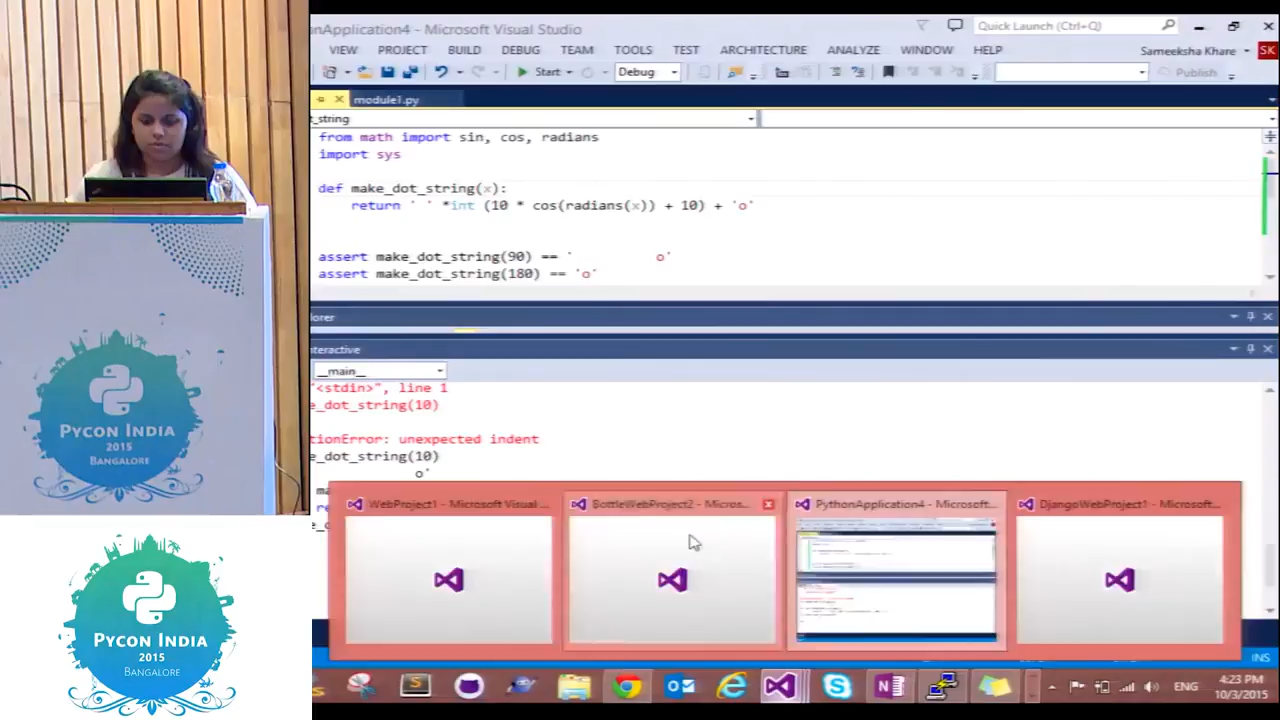 nApplication4 - Microsoft Visual Studio
Quick Launch (Ctrl+Q)
VIEW PROJECT BUILD DEBUG TEAM TOOLS TEST ARCHITECTURE ANALYZE WINDOW HELP
Sameeksha Khare SK
Start
Debug
Publish
module1.py
t_string
from math import sin, cos, radians
import sys
def make_dot_string(x):
return ' ' *int (10 * cos(radians(x)) + 10) + 'o'
assert make_dot_string(90) == '          o'
assert make_dot_string(180) == 'o'
lorer
nteractive
__main__
"<stdin>", line 1
e_dot_string(10)
tionError: unexpected indent
e_dot_string(10)
o'
WebProject1 - Microsoft Visual ...
BottleWebProject2 - Micros...
PythonApplication4 - Microsoft...
DjangoWebProject1 - Microsoft...
INS
ENG
4:23 PM
10/3/2015
PYCON INDIA
2015
BANGALORE
PYCON INDIA
2015
BANGALORE